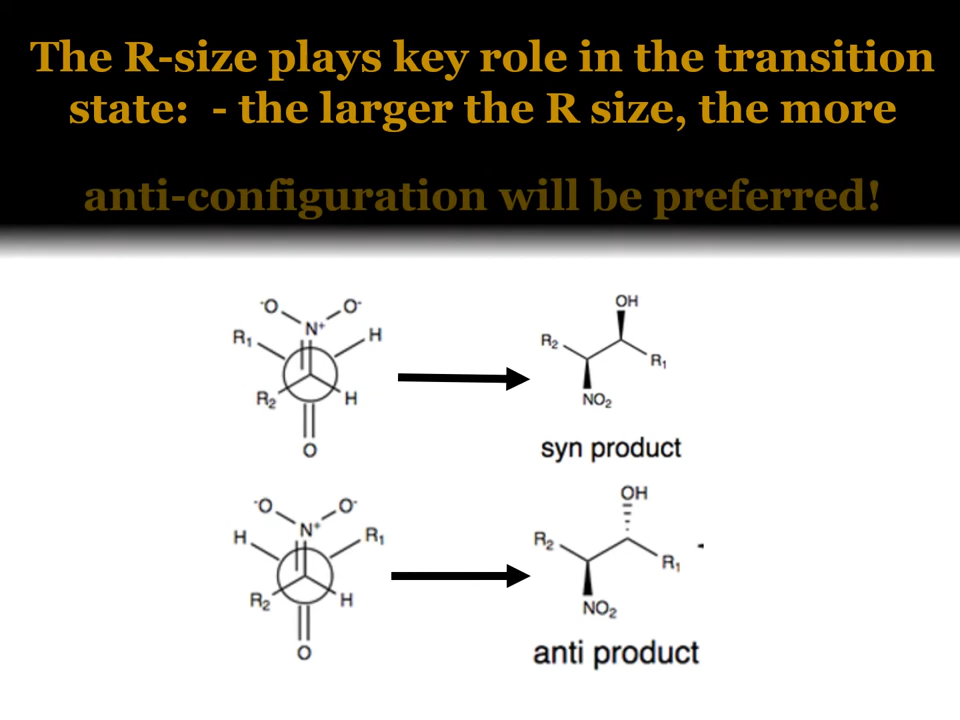 The R-size plays key role in the transition
state:  - the larger the R size, the more
anti-configuration will be preferred!
-O O-
N+
R1 H
R2 H
O
OH
R2
R1
NO2
syn product
-O O-
N+
H R1
R2 H
O
OH
R2
R1
NO2
anti product